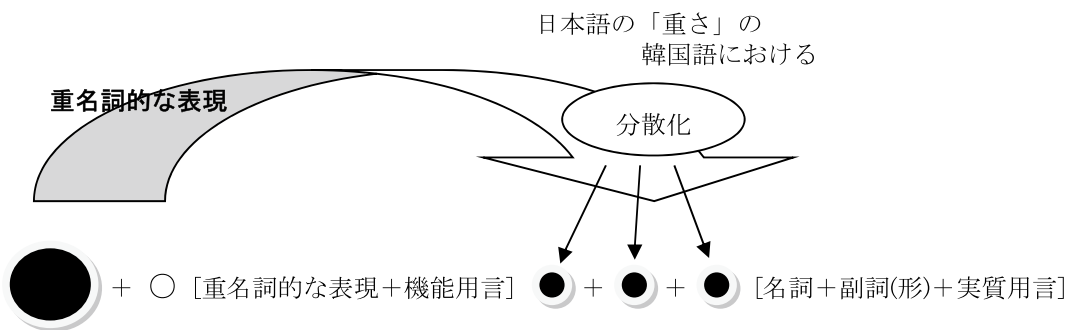 日本語の「重さ」の
韓国語における
重名詞的な表現
分散化
+ ○ [重名詞的な表現+機能用言] + + [名詞+副詞(形)+実質用言]